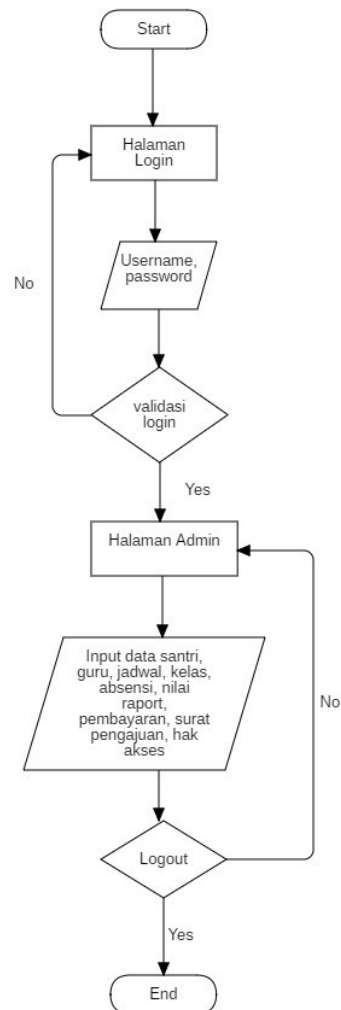 Start
Halaman
Login
Username,
password
No
validasi
login
Yes
Halaman Admin
Input data santri,
guru, jadwal, kelas,
absensi, nilai
raport,
pembayaran, surat
pengajuan, hak
akses
No
Logout
Yes
End